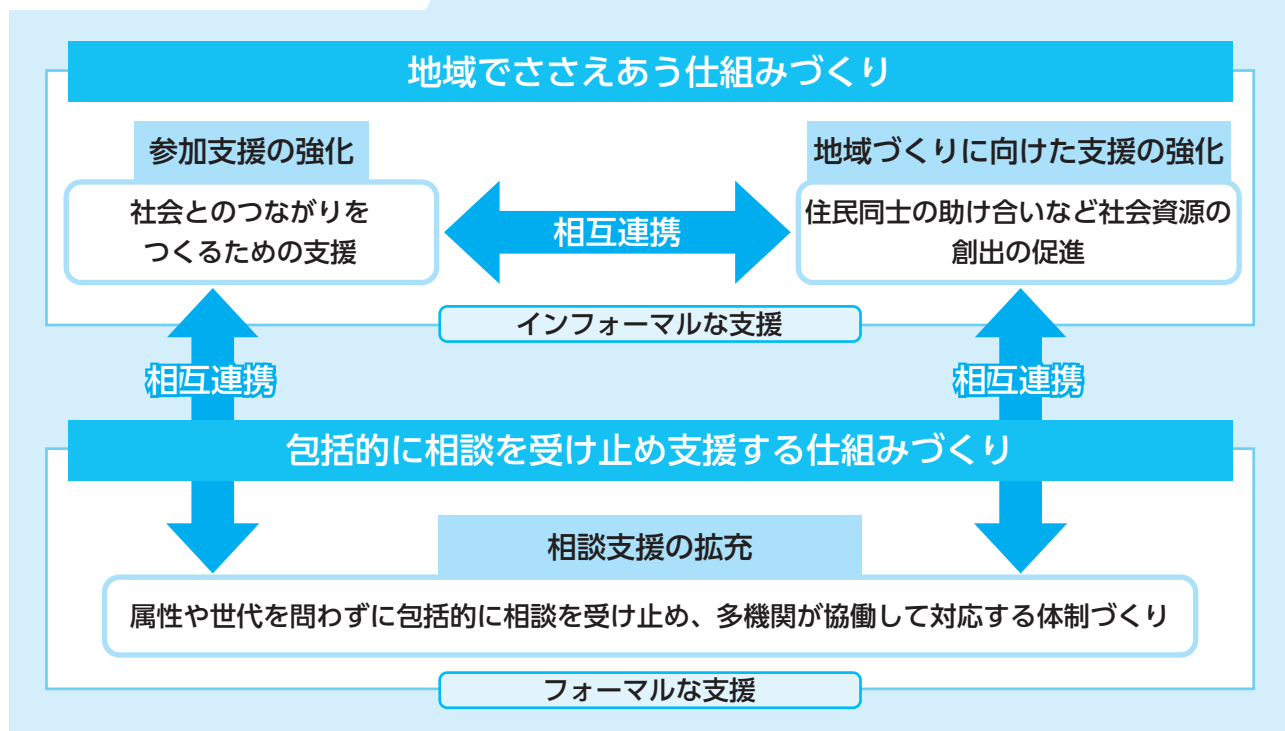 地域でささえあう仕組みづくり
参加支援の強化
社会とのつながりを
つくるための支援
相互連携
地域づくりに向けた支援の強化
住民同士の助け合いなど社会資源の
創出の促進
インフォーマルな支援
相互連携
相互連携
包括的に相談を受け止め支援する仕組みづくり
相談支援の拡充
属性や世代を問わずに包括的に相談を受け止め、多機関が協働して対応する体制づくり
フォーマルな支援